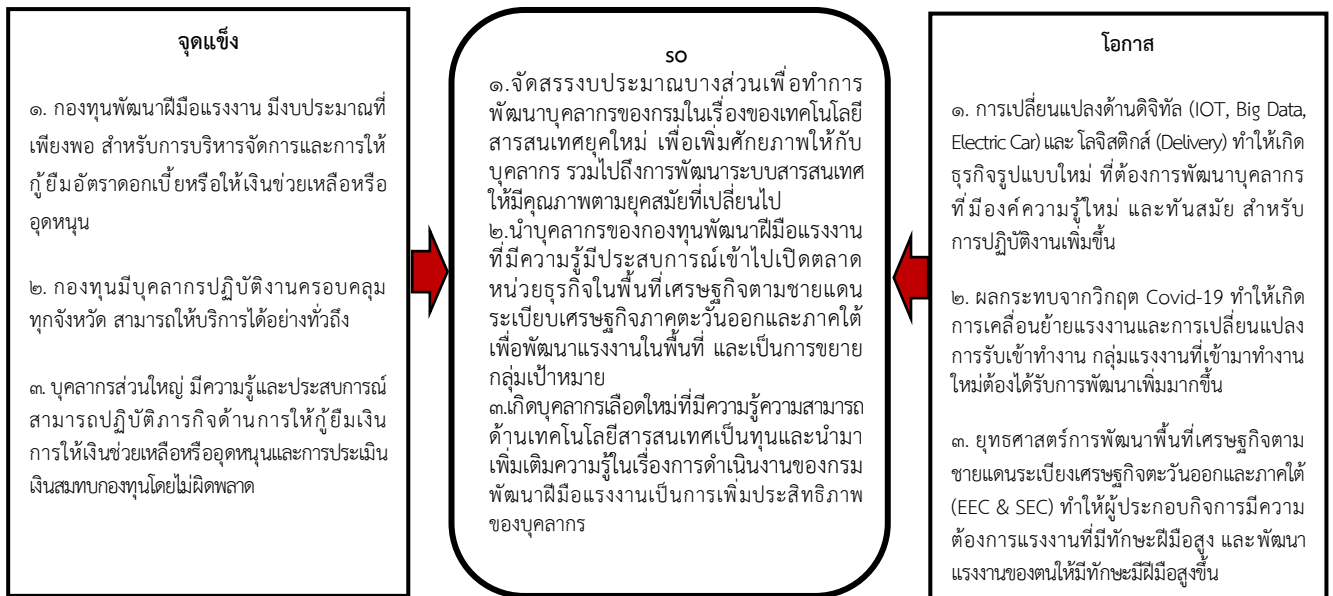 จุดแข็ง
๑. กองทุนพัฒนาฝีมือแรงงาน มีงบประมาณที่
เพียงพอ สำหรับการบริหารจัดการและการให้
กู้ยืมอัตราดอกเบี้ยหรือให้เงินช่วยเหลือหรือ
อุดหนุน
๒. กองทุนมีบุคลากรปฏิบัติงานครอบคลุม
ทุกจังหวัด สามารถให้บริการได้อย่างทั่วถึง
๓. บุคลากรส่วนใหญ่ มีความรู้และประสบการณ์
สามารถปฏิบัติภารกิจด้านการให้กู้ยืมเงิน
การให้เงินช่วยเหลือหรืออุดหนุนและการประเมิน
เงินสมทบกองทุนโดยไม่ผิดพลาด
SO
๑.จัดสรรงบประมาณบางส่วนเพื่อทำการ
พัฒนาบุคลากรของกรมในเรื่องของเทคโนโลยี
สารสนเทศยุคใหม่ เพื่อเพิ่มศักยภาพให้กับ
บุคลากร รวมไปถึงการพัฒนาระบบสารสนเทศ
ให้มีคุณภาพตามยุคสมัยที่เปลี่ยนไป
๒.นำบุคลากรของกองทุนพัฒนาฝีมือแรงงาน
ที่มีความรู้มีประสบการณ์เข้าไปเปิดตลาด
หน่วยธุรกิจในพื้นที่เศรษฐกิจตามชายแดน
ระเบียบเศรษฐกิจภาคตะวันออกและภาคใต้
เพื่อพัฒนาแรงงานในพื้นที่ และเป็นการขยาย
กลุ่มเป้าหมาย
๓.เกิดบุคลากรเลือดใหม่ที่มีความรู้ความสามารถ
ด้านเทคโนโลยีสารสนเทศเป็นทุนและนำมา
เพิ่มเติมความรู้ในเรื่องการดำเนินงานของกรม
พัฒนาฝีมือแรงงานเป็นการเพิ่มประสิทธิภาพ
ของบุคลากร
โอกาส
๑. การเปลี่ยนแปลงด้านดิจิทัล (IOT, Big Data,
Electric Car) และ โลจิสติกส์ (Delivery) ทำให้เกิด
ธุรกิจรูปแบบใหม่ ที่ต้องการพัฒนาบุคลากร
ที่มีองค์ความรู้ใหม่ และทันสมัย สำหรับ
การปฏิบัติงานเพิ่มขึ้น
๒. ผลกระทบจากวิกฤต Covid-19 ทำให้เกิด
การเคลื่อนย้ายแรงงานและการเปลี่ยนแปลง
การรับเข้าทำงาน กลุ่มแรงงานที่เข้ามาทำงาน
ใหม่ต้องได้รับการพัฒนาเพิ่มมากขึ้น
๓. ยุทธศาสตร์การพัฒนาพื้นที่เศรษฐกิจตาม
ชายแดนระเบียงเศรษฐกิจตะวันออกและภาคใต้
(EEC & SEC) ทำให้ผู้ประกอบกิจการมีความ
ต้องการแรงงานที่มีทักษะฝีมือสูง และพัฒนา
แรงงานของตนให้มีทักษะมีฝีมือสูงขึ้น